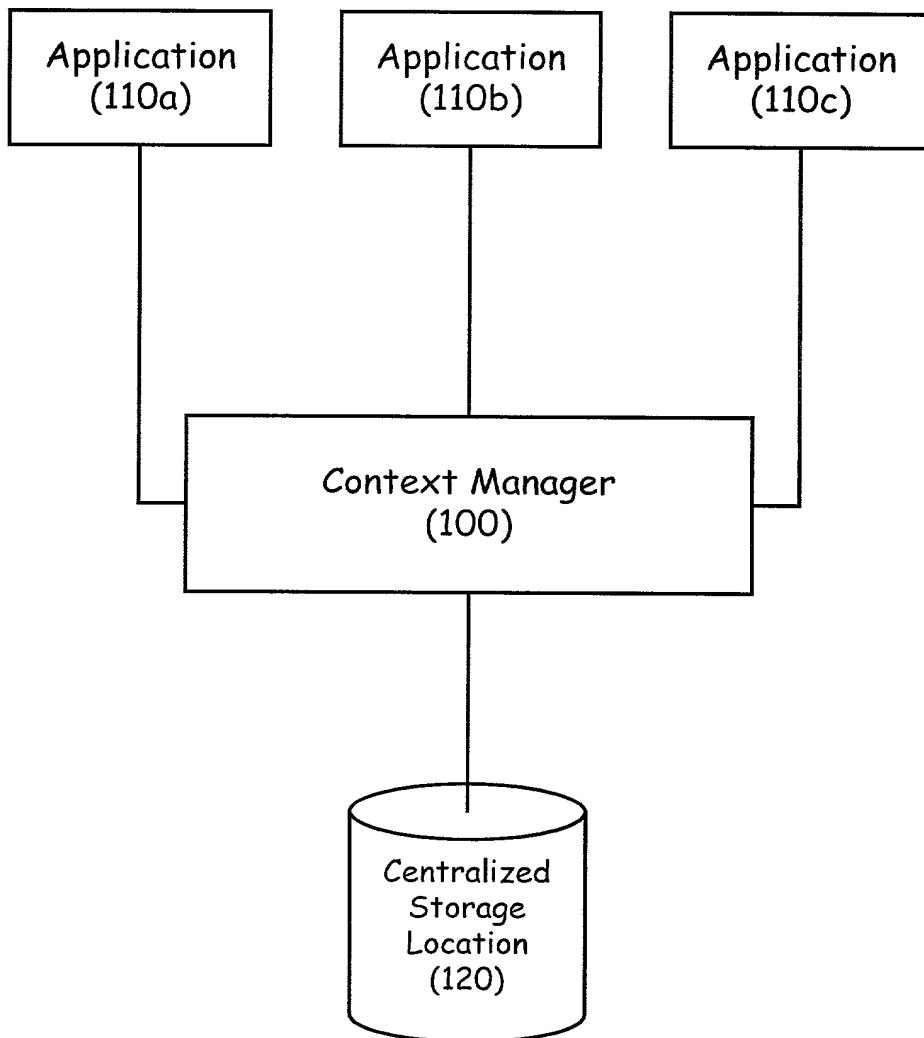 Application
(110a)
Application
(110b)
Application
(110c)
Context Manager
(100)
Centralized
Storage
Location
(120)